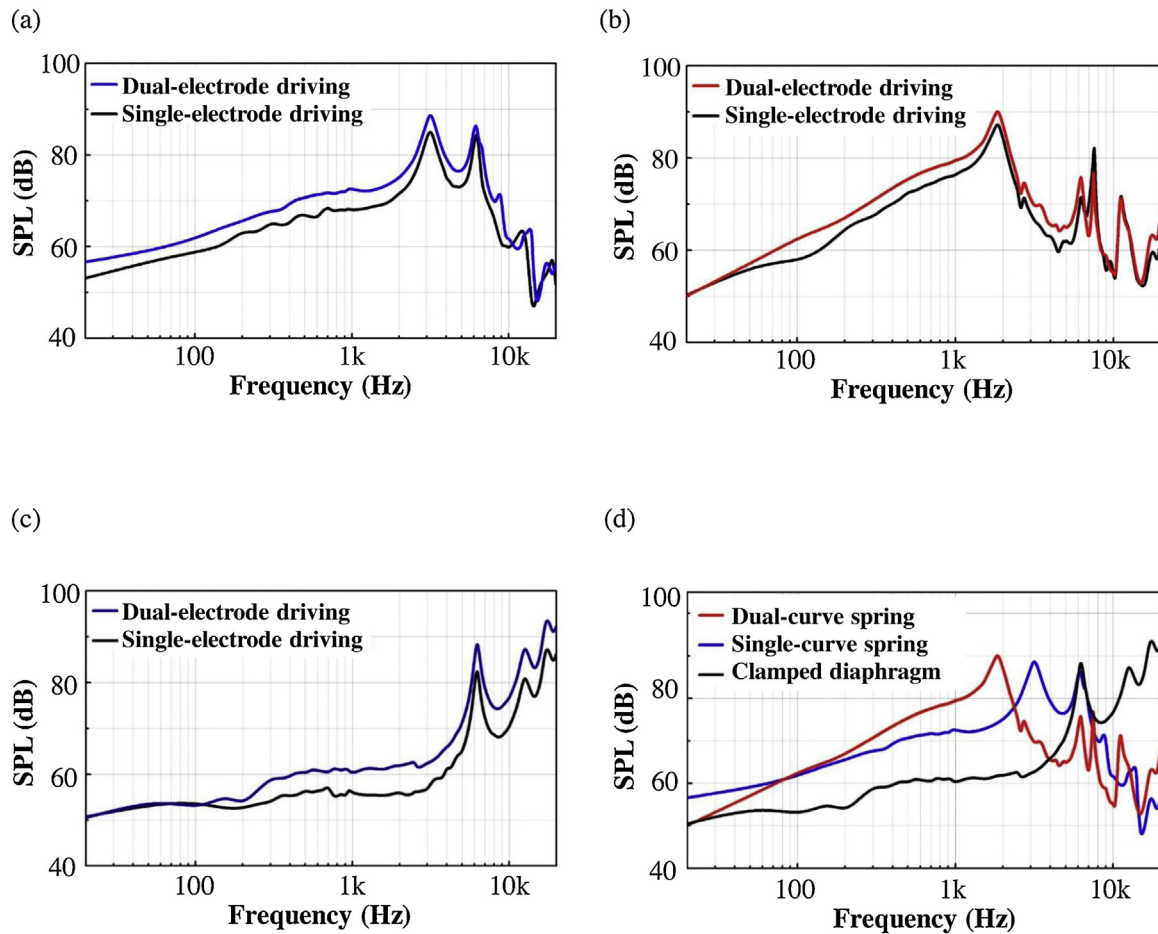 (a)
100
80
60
40
SPL (dB)
Dual-electrode driving
Single-electrode driving
100
1k
10k
Frequency (Hz)
(b)
100
80
60
40
SPL (dB)
Dual-electrode driving
Single-electrode driving
100
1k
10k
Frequency (Hz)
(c)
100
80
60
40
SPL (dB)
Dual-electrode driving
Single-electrode driving
100
1k
10k
Frequency (Hz)
(d)
100
80
60
40
SPL (dB)
Dual-curve spring
Single-curve spring
Clamped diaphragm
100
1k
10k
Frequency (Hz)